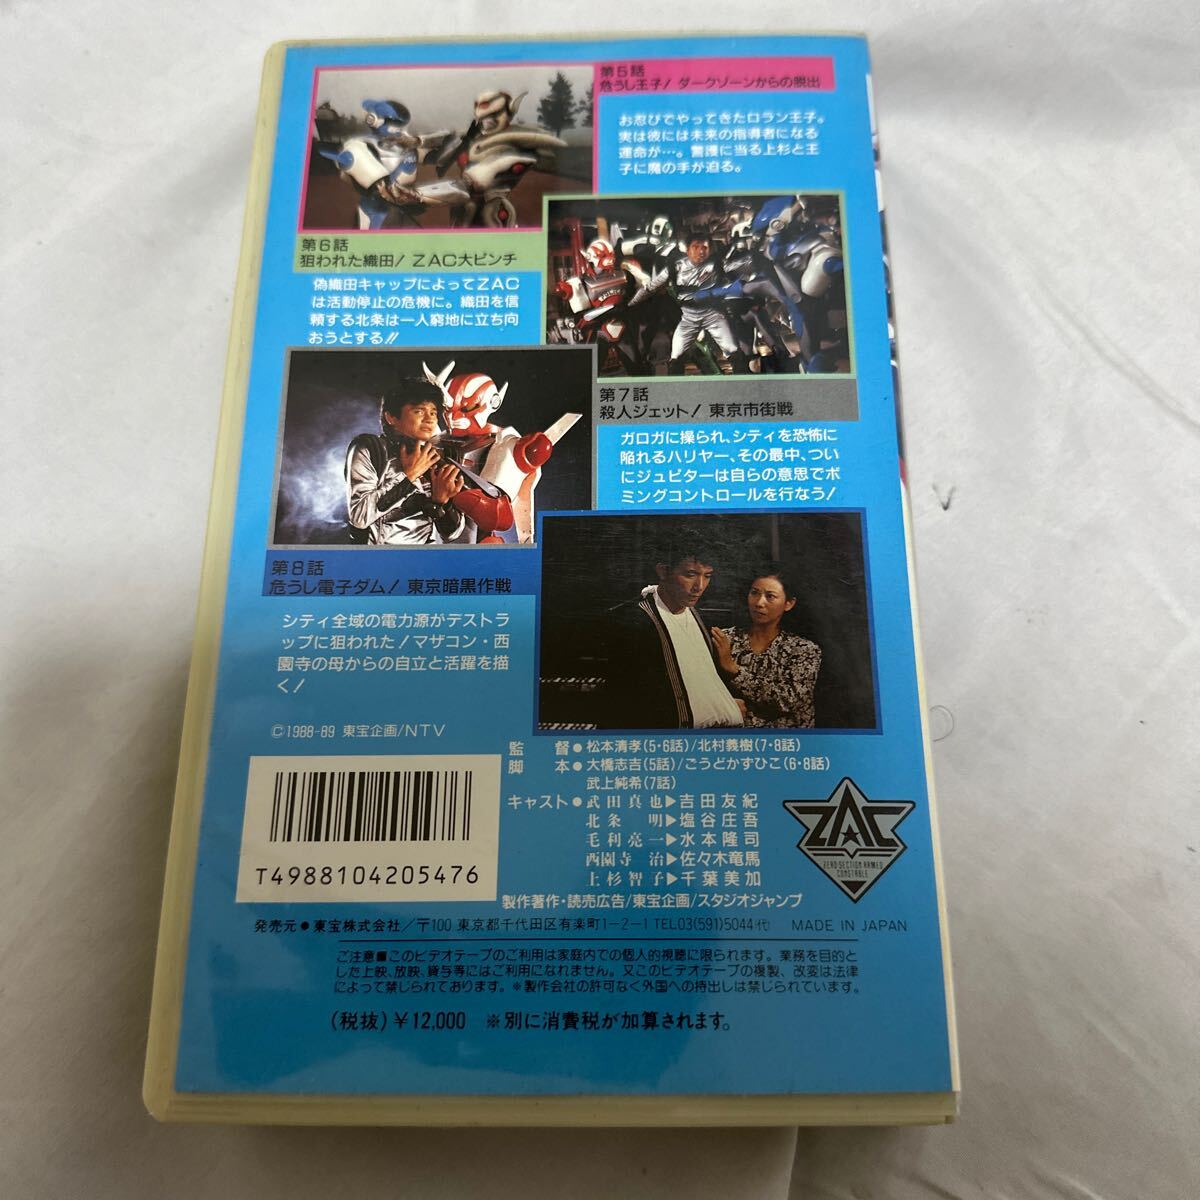 第5話
危うし王子!ダークゾーンからの脱出
お忍びでやってきたロラン王子。
実は彼には未来の指導者になる
運命が…。警護に当る上杉と王
子に魔の手が迫る。
第6話
狙われた織田!ZAC大ピンチ
偽織田キャップによってZAC
は活動停止の危機に。織田を信
頼する北条は一人窮地に立ち向
おうとする!!
第7話
殺人ジェット!東京市街戦
ガロガに操られ、シティを恐怖に
陥れるハリヤー、その最中、つい
にジュピターは自らの意思でボ
ミングコントロールを行なう!
第8話
危うし電子ダム!東京暗黒作戦
シティ全域の電力源がデストラ
ップに狙われた!マザコン・西
園寺の母からの自立と活躍を描
く!
©1988-89 東宝企画/NTV
監 督●松本清孝(5・6話)/北村義樹(7・8話)
脚 本●大橋志吉(5話)/ごうどかずひこ(6・8話)
武上純希(7話)
キャスト●武田真也▶吉田友紀
北条 明▶塩谷庄吾
毛利亮一▶水本隆司
西園寺 治▶佐々木竜馬
上杉智子▶千葉美加
製作著作・読売広告/東宝企画/スタジオジャンプ
ZAC
ZERO-SECTION ARMED
CONSTABLE
T4988104205476
発売元●東宝株式会社/〒100 東京都千代田区有楽町1-2-1 TEL03(591)5044(代) MADE IN JAPAN
ご注意■このビデオテープのご利用は家庭内での個人的視聴に限られます。業務を目的と
した上映、放映、貸与等にはご利用になれません。又このビデオテープの複製、改変は法律
によって禁じられております。※製作会社の許可なく外国への持出しは禁じられています。
(税抜)¥12,000 ※別に消費税が加算されます。